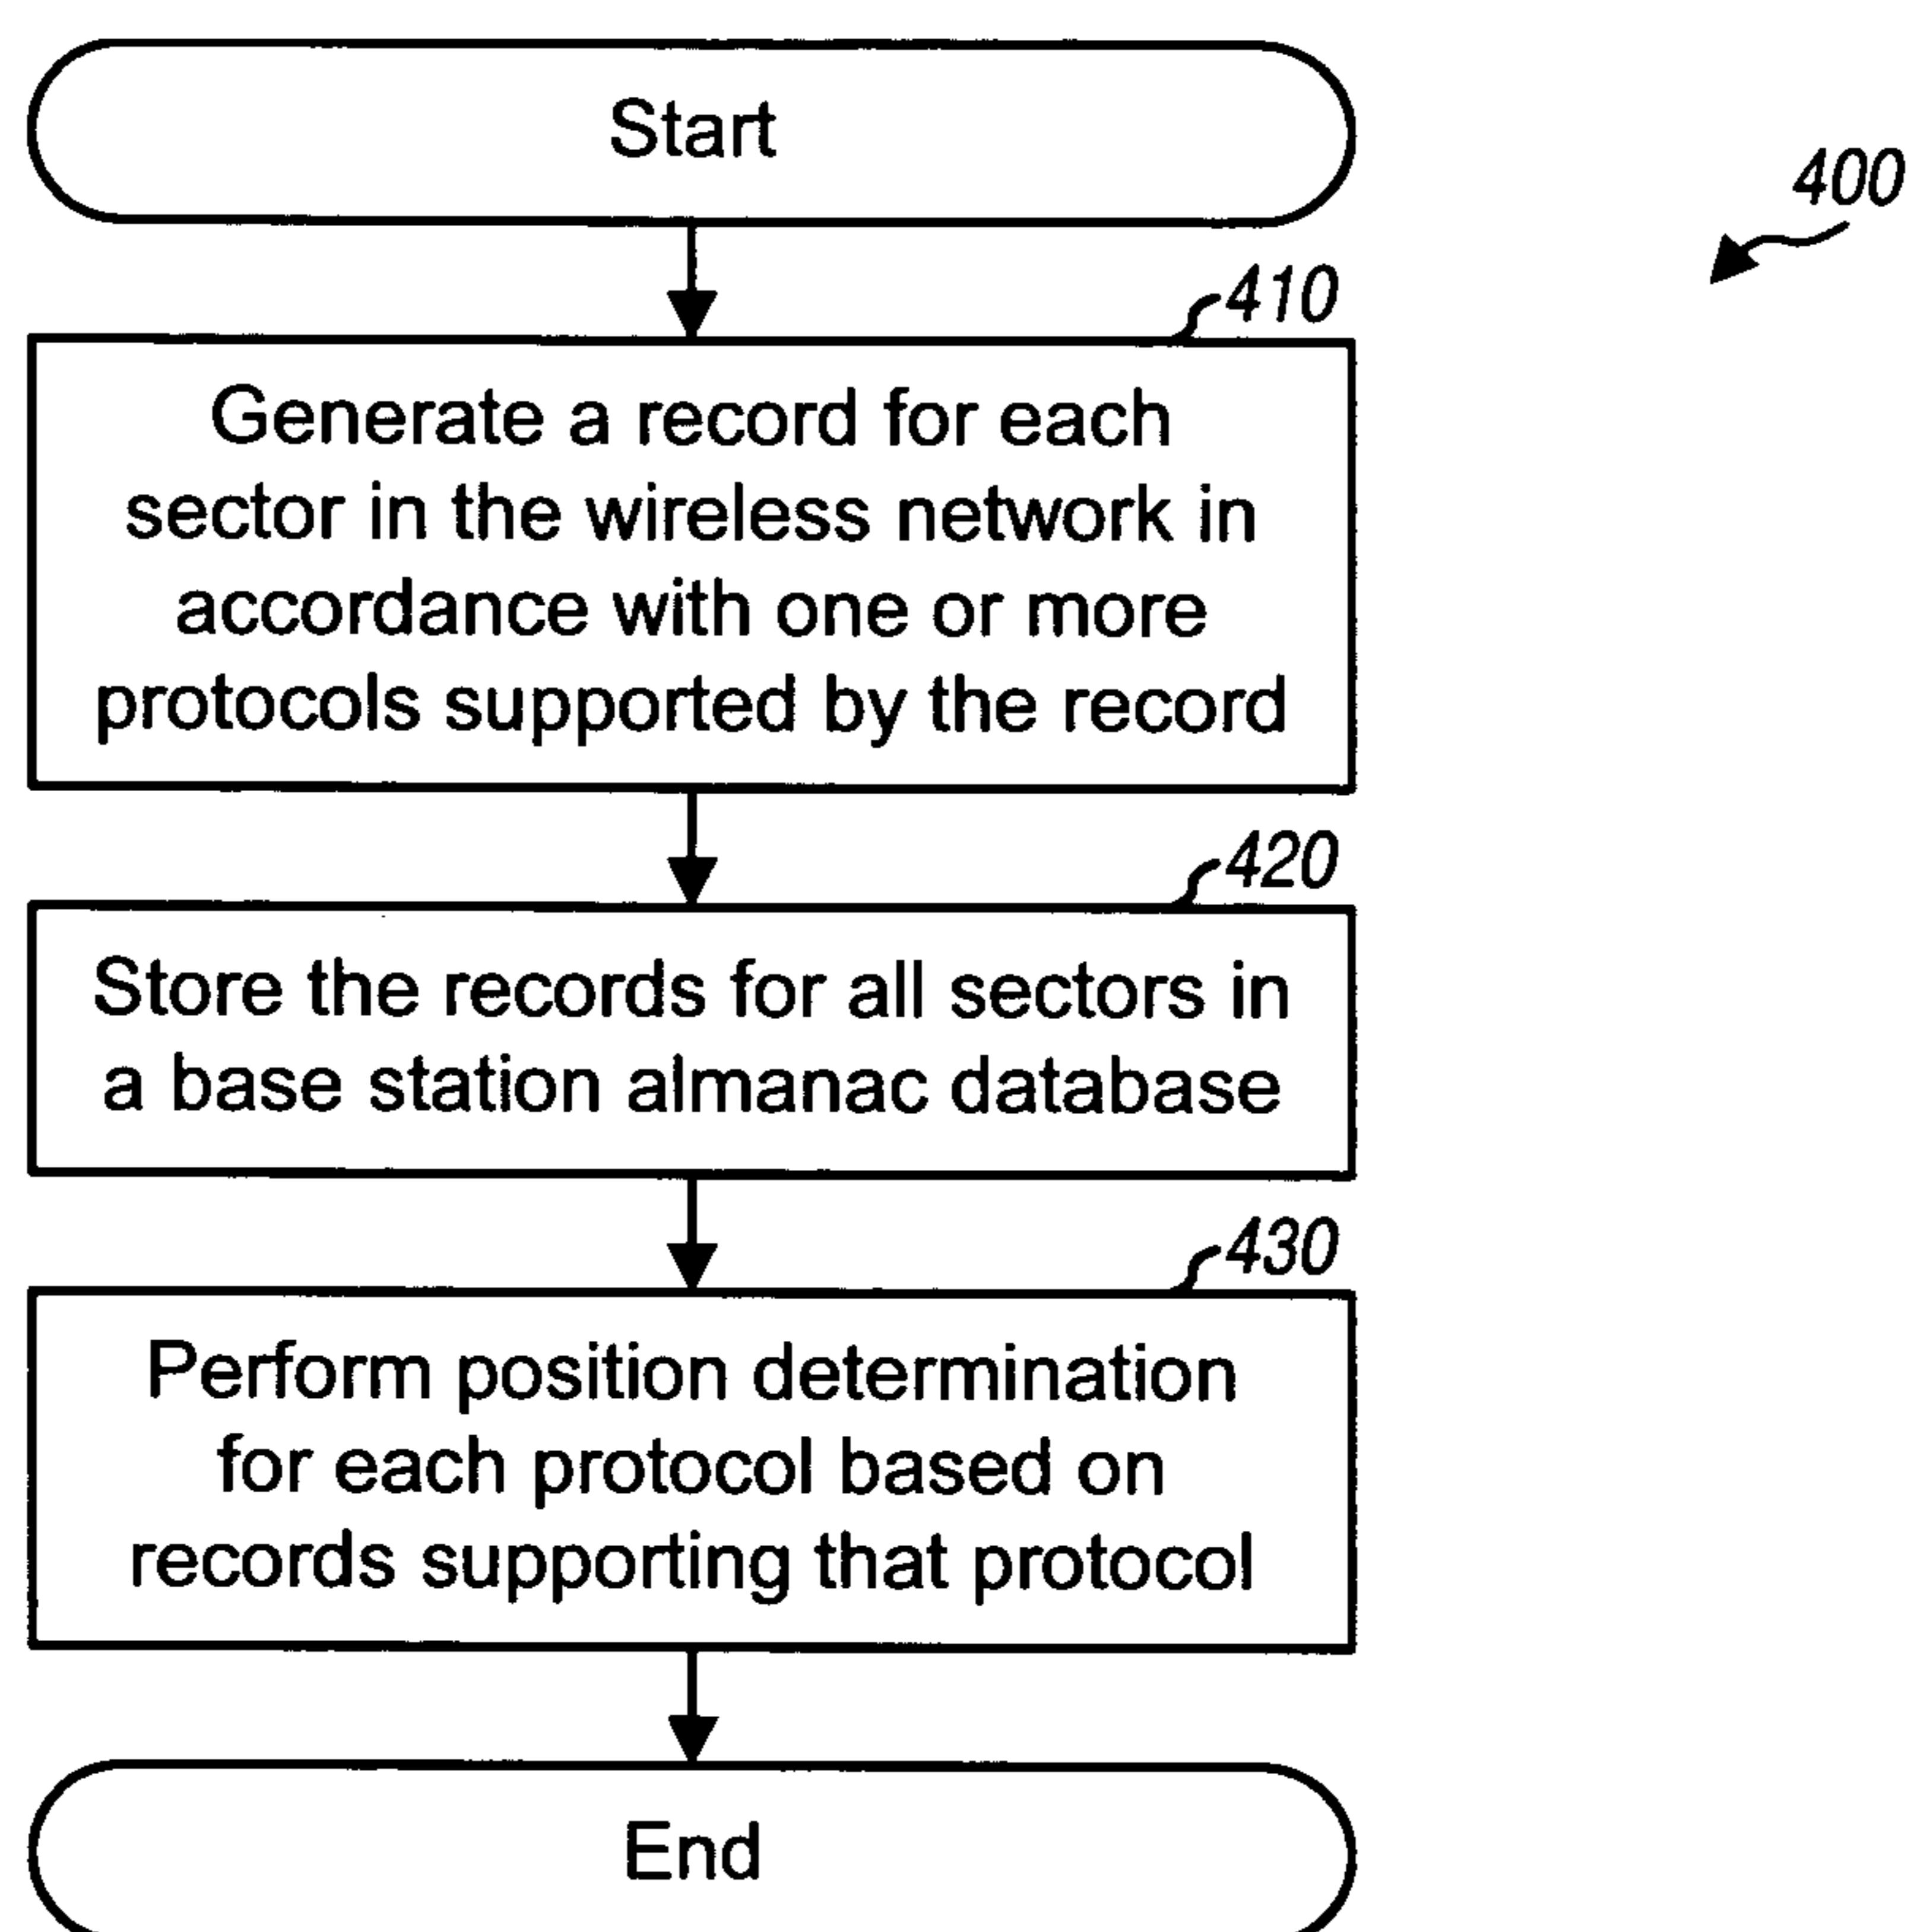 Start
400
410
Generate a record for each
sector in the wireless network in
accordance with one or more
protocols supported by the record
420
Store the records for all sectors in
a base station almanac database
430
Perform position determination
for each protocol based on
records supporting that protocol
End